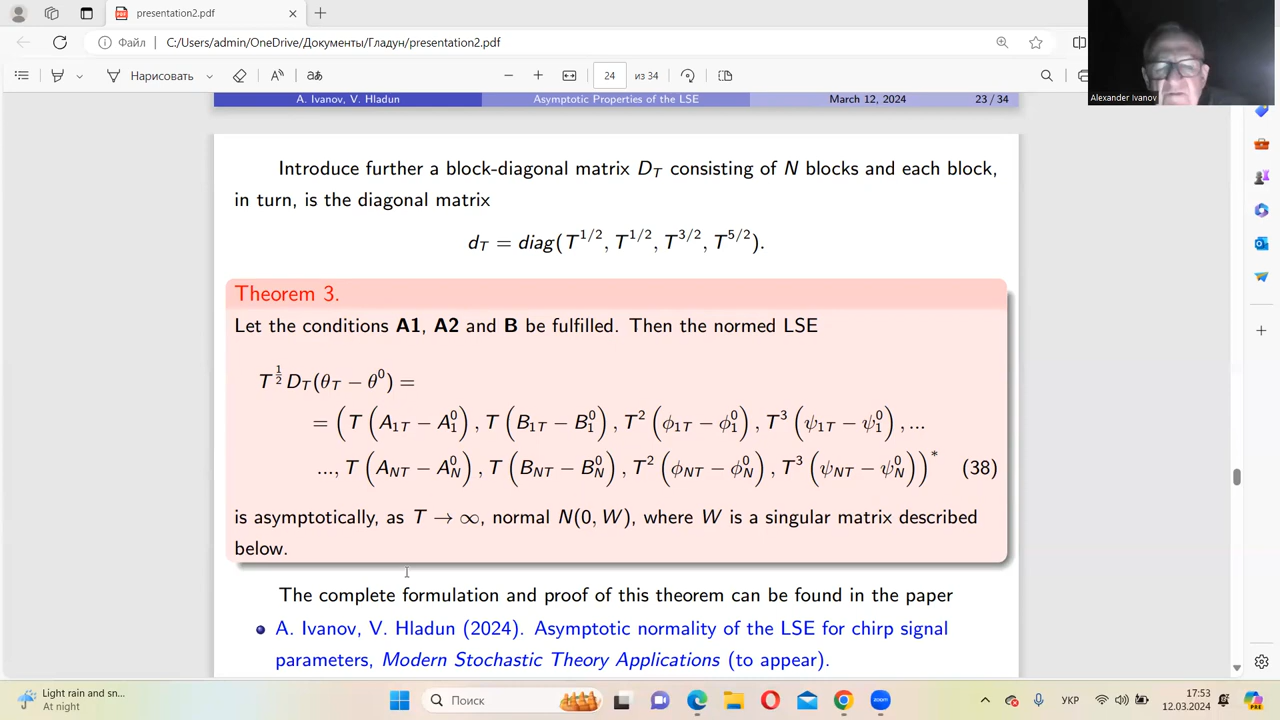 presentation2.pdf
Файл C:/Users/admin/OneDrive/Документы/Гладун/presentation2.pdf
Нарисовать 24 из 34
Alexander Ivanov
A. Ivanov, V. Hladun Asymptotic Properties of the LSE March 12, 2024 23 / 34
Introduce further a block-diagonal matrix D_T consisting of N blocks and each block,
in turn, is the diagonal matrix
d_T = diag(T^{1/2}, T^{1/2}, T^{3/2}, T^{5/2}).
Theorem 3.
Let the conditions A1, A2 and B be fulfilled. Then the normed LSE
T^{1/2} D_T(θ_T − θ^0) =
= (T (A_{1T} − A_1^0), T (B_{1T} − B_1^0), T^2 (ϕ_{1T} − ϕ_1^0), T^3 (ψ_{1T} − ψ_1^0), ...
..., T (A_{NT} − A_N^0), T (B_{NT} − B_N^0), T^2 (ϕ_{NT} − ϕ_N^0), T^3 (ψ_{NT} − ψ_N^0))^* (38)
is asymptotically, as T → ∞, normal N(0, W), where W is a singular matrix described
below.
The complete formulation and proof of this theorem can be found in the paper
A. Ivanov, V. Hladun (2024). Asymptotic normality of the LSE for chirp signal
parameters, Modern Stochastic Theory Applications (to appear).
Light rain and sn...
At night
Поиск
УКР
17:53
12.03.2024
PRE